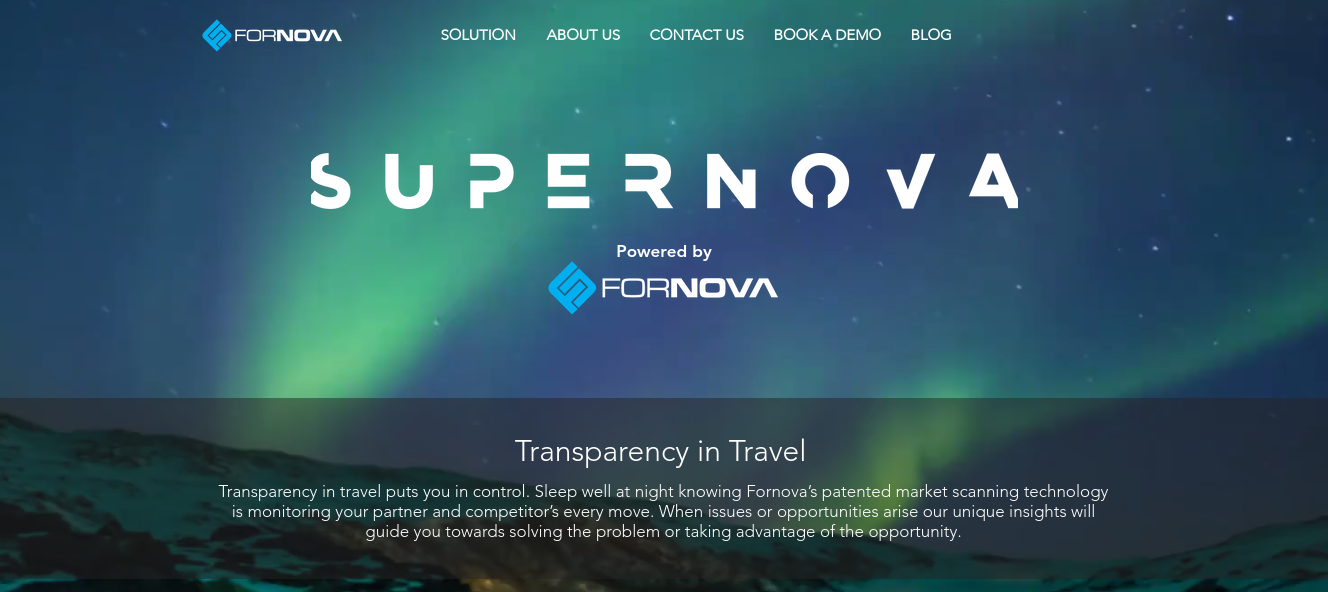 FORNOVA
SOLUTION ABOUT US CONTACT US BOOK A DEMO BLOG
SUPERNOVA
Powered by
FORNOVA
Transparency in Travel
Transparency in travel puts you in control. Sleep well at night knowing Fornova’s patented market scanning technology
is monitoring your partner and competitor’s every move. When issues or opportunities arise our unique insights will
guide you towards solving the problem or taking advantage of the opportunity.